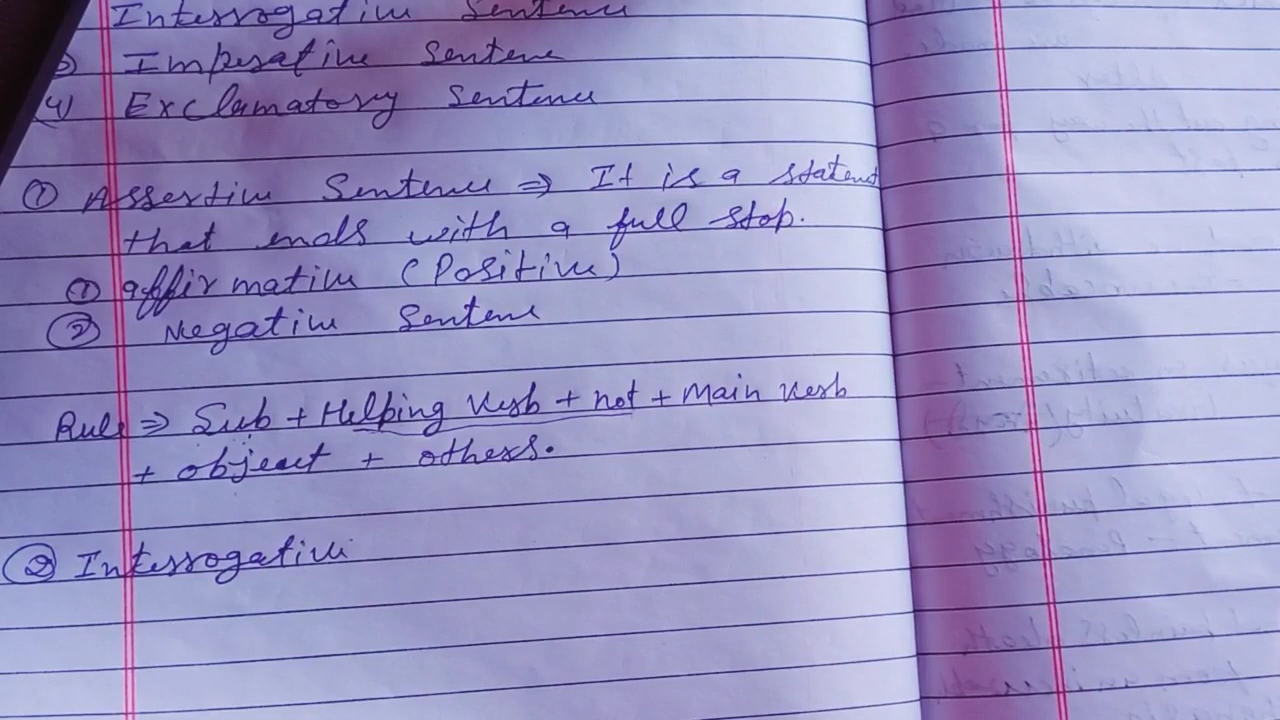 Interrogative Sentence
3) Imperative Sentence
(4) Exclamatory Sentence
① Assertive Sentence ⇒ It is a statement
that ends with a full stop.
① affirmative (Positive)
② Negative Sentence
Rule ⇒ Sub + Helping verb + not + Main verb
+ object + others.
② Interrogative